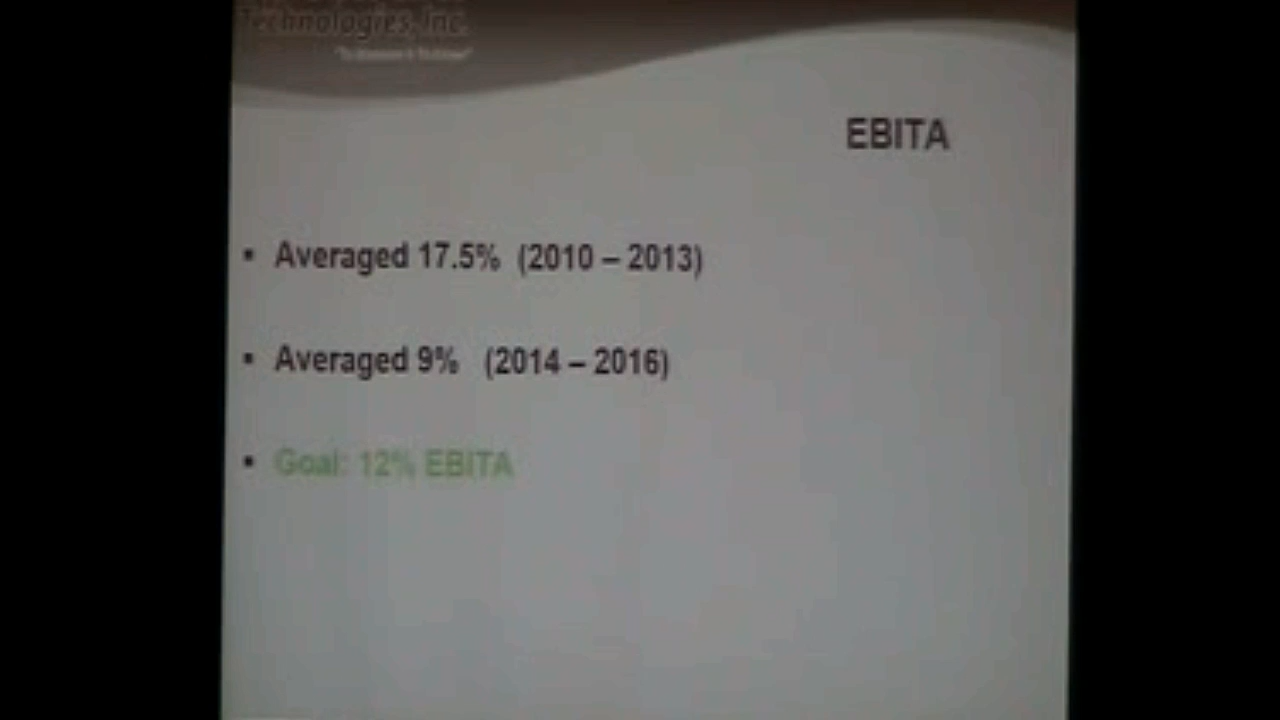 Technologies, Inc.
EBITA
▪ Averaged 17.5% (2010 – 2013)
▪ Averaged 9% (2014 – 2016)
▪ Goal: 12% EBITA